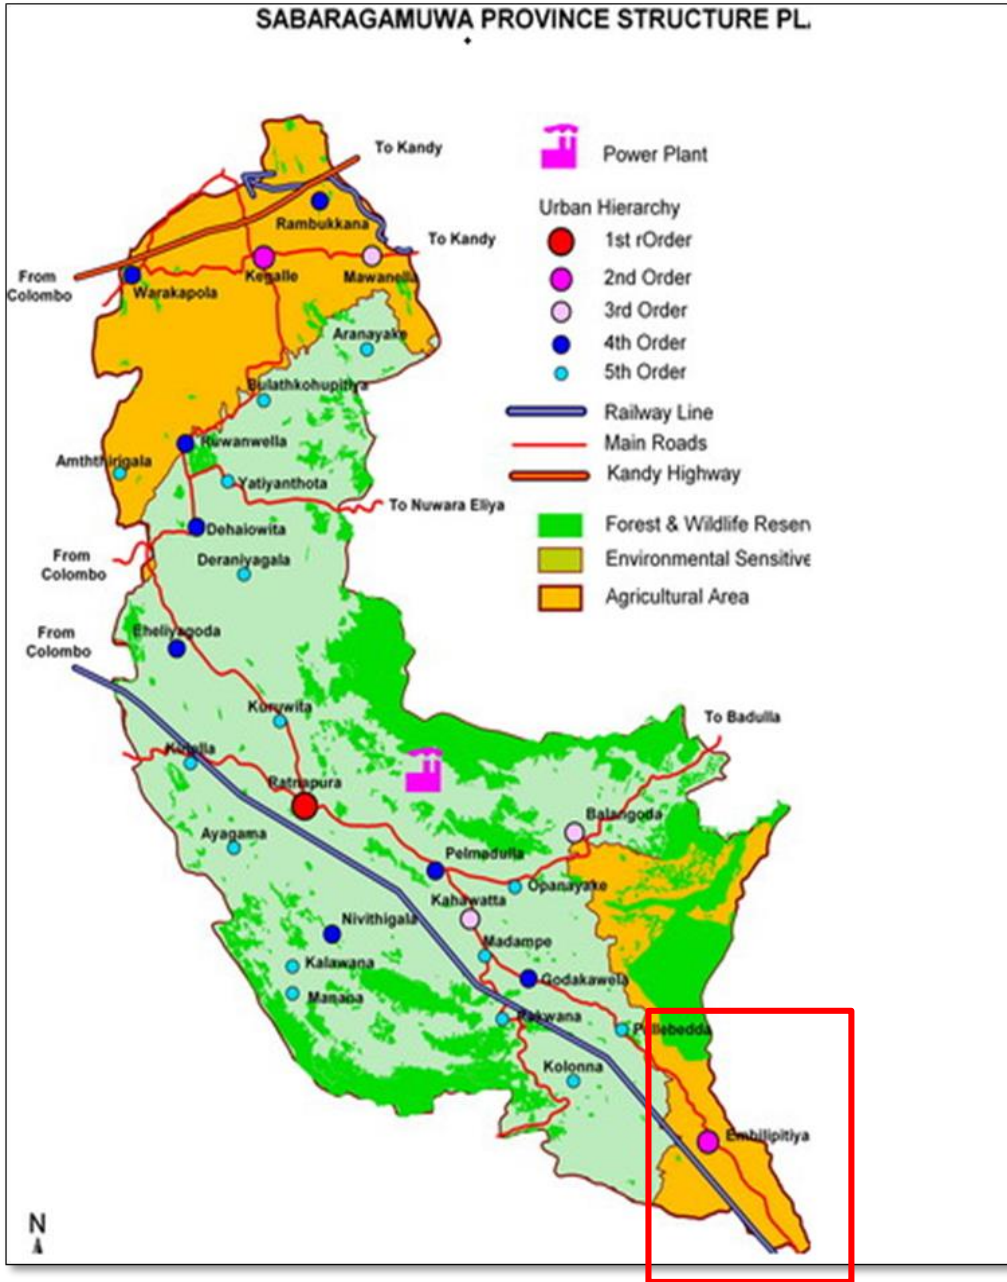 SABARAGAMUWA PROVINCE STRUCTURE PL
To Kandy
Power Plant
Urban Hierarchy
Rambukkana
1st rOrder
To Kandy
Kegalle
Mawanella
From
Colombo
Warakapola
2nd Order
3rd Order
Aranayake
4th Order
5th Order
Bulathkohupitiya
Railway Line
Ruwanwella
Main Roads
Amththirigala
Yatiyanthota
Kandy Highway
To Nuwara Eliya
Dehaiowita
Forest & Wildlife Reser
From
Colombo
Deraniyagala
Environmental Sensitive
Agricultural Area
From
Colombo
Eheliyagoda
Kuruwita
To Badulla
Kiriella
Ratnapura
Balangoda
Ayagama
Pelmadulla
Opanayake
Kahawatta
Nivithigala
Madampe
Kalawana
Godakawela
Manana
Rakwana
Pallebedda
Kolonna
Embilipitiya
N